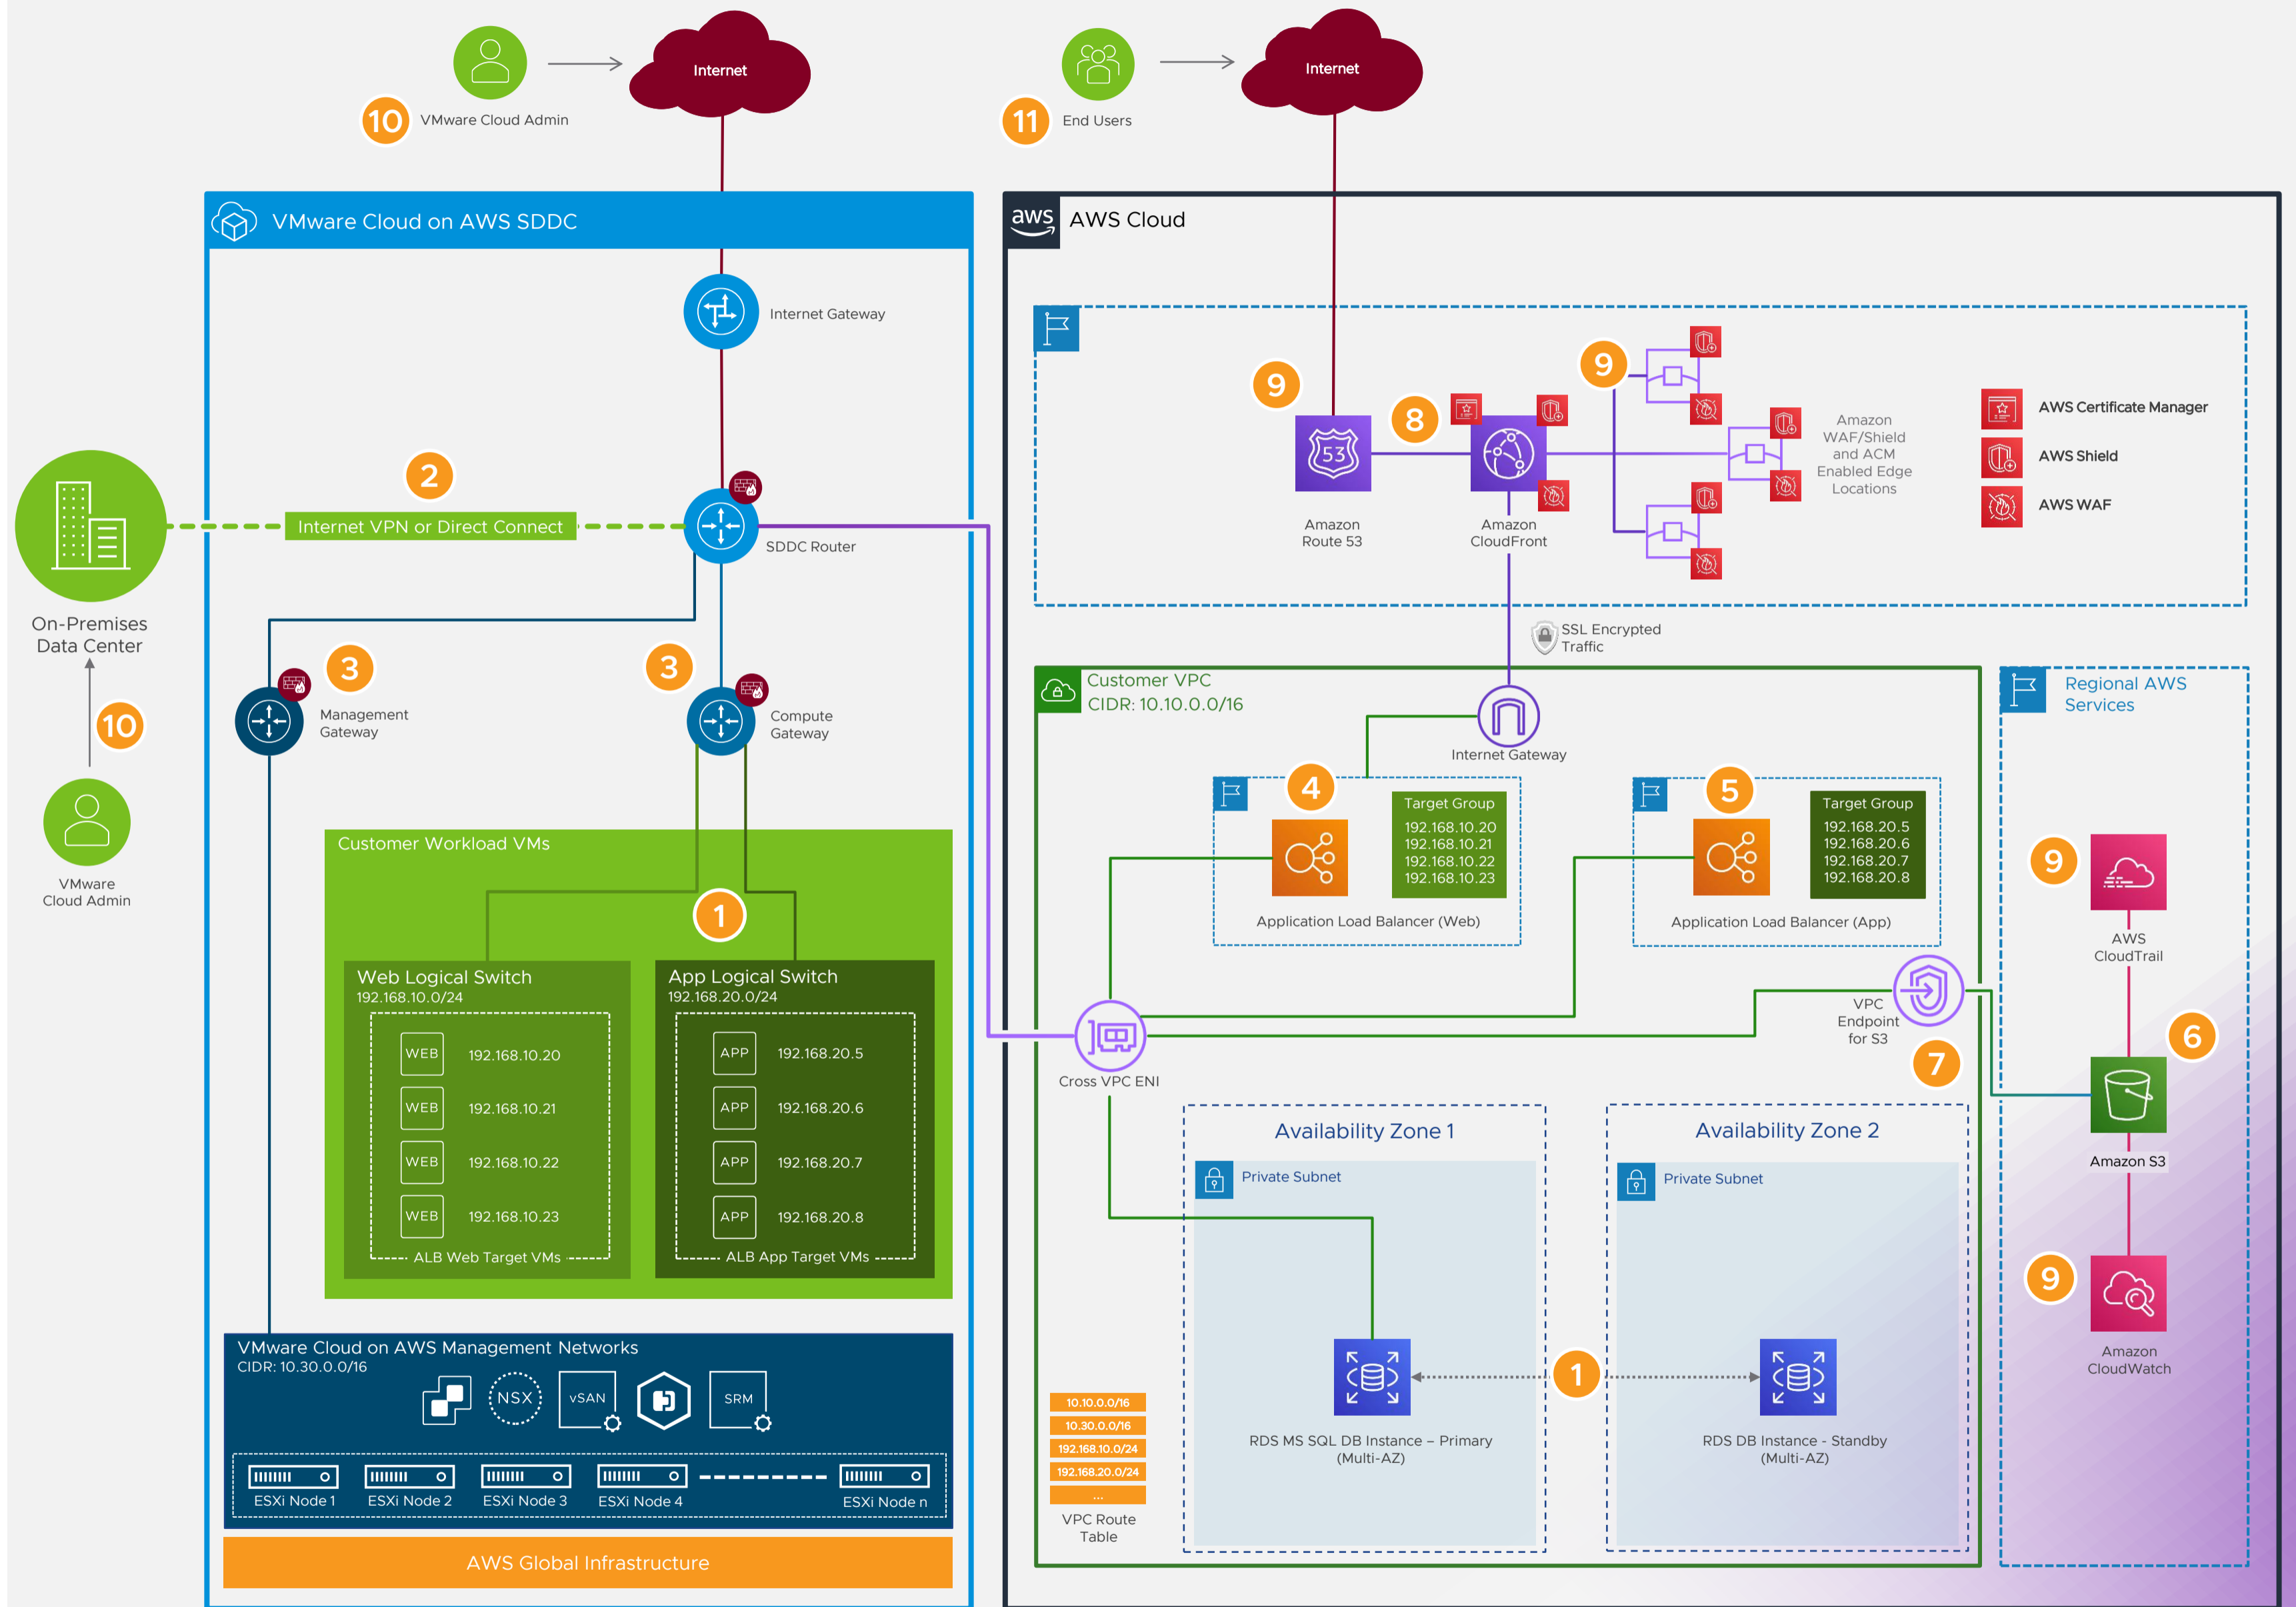 Internet
10
VMware Cloud Admin
Internet
11
End Users
VMware Cloud on AWS SDDC
Internet Gateway
2
Internet VPN or Direct Connect
SDDC Router
On-Premises
Data Center
10
VMware
Cloud Admin
3
Management
Gateway
3
Compute
Gateway
Customer Workload VMs
1
Web Logical Switch
192.168.10.0/24
WEB 192.168.10.20
WEB 192.168.10.21
WEB 192.168.10.22
WEB 192.168.10.23
ALB Web Target VMs
App Logical Switch
192.168.20.0/24
APP 192.168.20.5
APP 192.168.20.6
APP 192.168.20.7
APP 192.168.20.8
ALB App Target VMs
VMware Cloud on AWS Management Networks
CIDR: 10.30.0.0/16
NSX
vSAN
SRM
ESXi Node 1
ESXi Node 2
ESXi Node 3
ESXi Node 4
ESXi Node n
AWS Global Infrastructure
aws
AWS Cloud
9
53
Amazon
Route 53
8
Amazon
CloudFront
9
Amazon
WAF/Shield
and ACM
Enabled Edge
Locations
AWS Certificate Manager
AWS Shield
AWS WAF
SSL Encrypted
Traffic
Customer VPC
CIDR: 10.10.0.0/16
Internet Gateway
4
Target Group
192.168.10.20
192.168.10.21
192.168.10.22
192.168.10.23
Application Load Balancer (Web)
5
Target Group
192.168.20.5
192.168.20.6
192.168.20.7
192.168.20.8
Application Load Balancer (App)
VPC
Endpoint
for S3
7
Cross VPC ENI
Availability Zone 1
Private Subnet
RDS MS SQL DB Instance – Primary
(Multi-AZ)
1
Availability Zone 2
Private Subnet
RDS DB Instance - Standby
(Multi-AZ)
10.10.0.0/16
10.30.0.0/16
192.168.10.0/24
192.168.20.0/24
...
VPC Route
Table
Regional AWS
Services
9
AWS
CloudTrail
6
Amazon S3
9
Amazon
CloudWatch